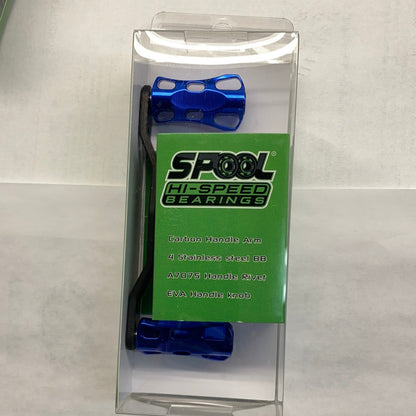 SPOOL®
HI-SPEED
BEARINGS
Carbon Handle Arm
4 Stainless steel BB
A7075 Handle Rivet
EVA Handle knob